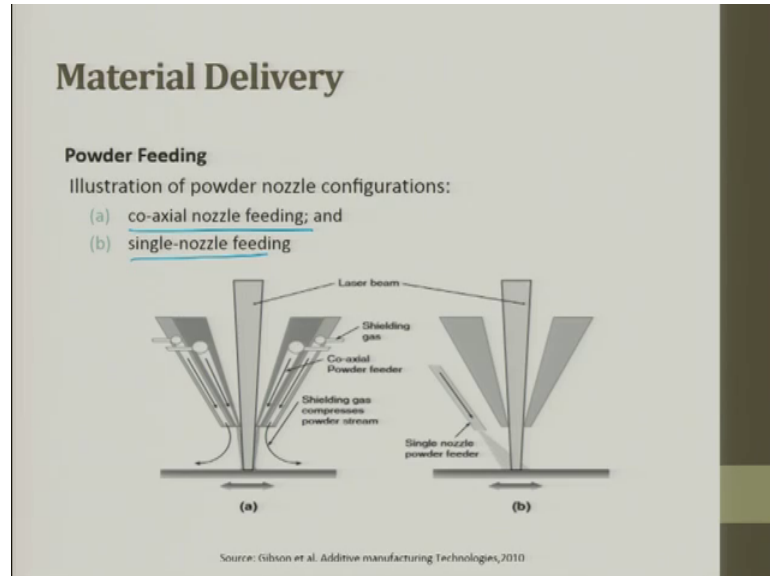 Material Delivery
Powder Feeding
Illustration of powder nozzle configurations:
(a) co-axial nozzle feeding; and
(b) single-nozzle feeding
Laser beam
Shielding
gas
Co-axial
Powder feeder
Shielding gas
compresses
powder stream
Single nozzle
powder feeder
(a)
(b)
Source: Gibson et al. Additive manufacturing Technologies,2010